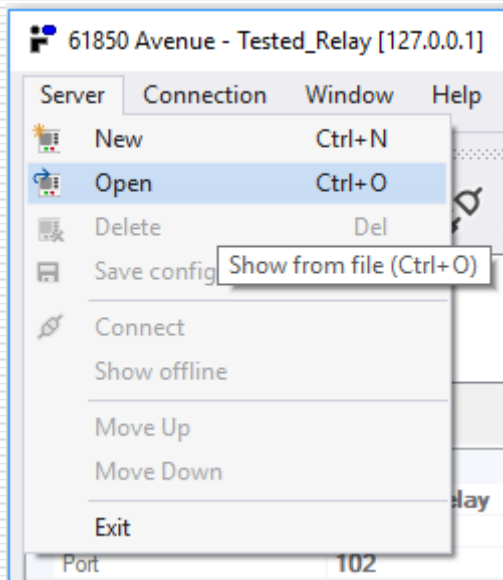 61850 Avenue - Tested_Relay [127.0.0.1]
Server Connection Window Help
New Ctrl+N
Open Ctrl+O
Delete Del
Save config
Show from file (Ctrl+O)
Connect
Show offline
Move Up
Move Down
elay
Exit
Port 102